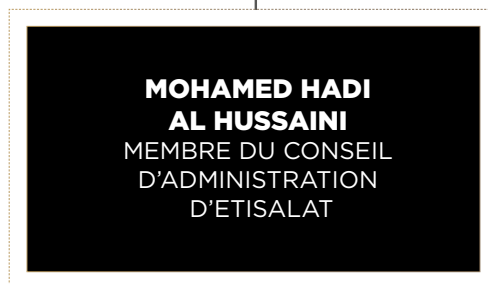 MOHAMED HADI
AL HUSSAINI
MEMBRE DU CONSEIL
D’ADMINISTRATION
D’ETISALAT